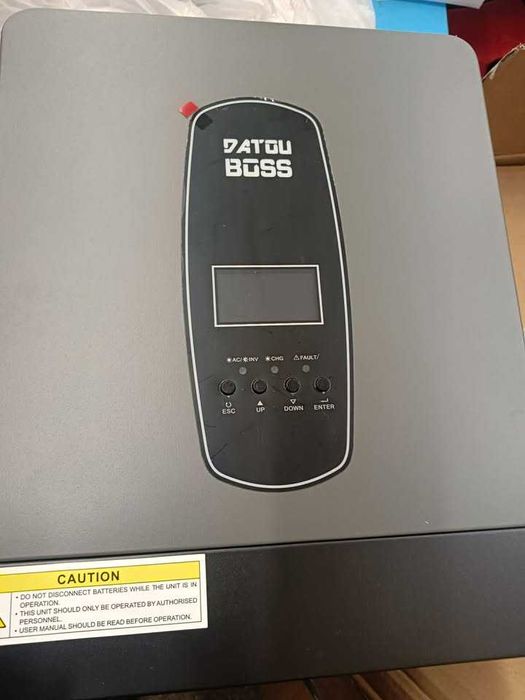 DATOU
BOSS
AC/ INV CHG FAULT/
ESC UP DOWN ENTER
CAUTION
• DO NOT DISCONNECT BATTERIES WHILE THE UNIT IS IN
OPERATION.
• THIS UNIT SHOULD ONLY BE OPERATED BY AUTHORISED
PERSONNEL.
• USER MANUAL SHOULD BE READ BEFORE OPERATION.